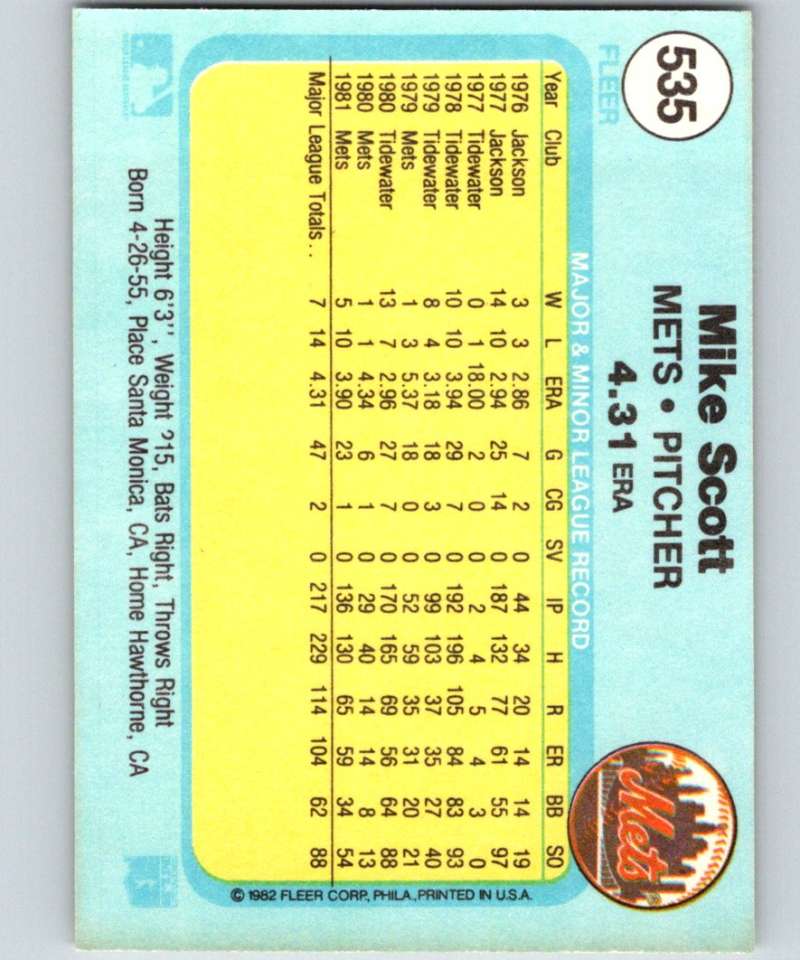 535
FLEER
Mike Scott
METS • PITCHER
4.31 ERA
Mets
MAJOR & MINOR LEAGUE RECORD
Year Club W L ERA G CG SV IP H R ER BB SO
1976 Jackson 3 3 2.86 7 2 0 44 34 20 14 14 19
1977 Jackson 14 10 2.94 25 14 0 187 132 77 61 55 97
1977 Tidewater 0 1 18.00 2 0 0 2 4 5 4 3 0
1978 Tidewater 10 10 3.94 29 7 0 192 196 105 84 83 93
1979 Tidewater 8 4 3.18 18 3 0 99 103 37 35 27 40
1979 Mets 1 3 5.37 18 0 0 52 59 35 31 20 21
1980 Tidewater 13 7 2.96 27 7 0 170 165 69 56 64 88
1980 Mets 1 1 4.34 6 1 0 29 40 14 14 8 13
1981 Mets 5 10 3.90 23 1 0 136 130 65 59 34 54
Major League Totals . . 7 14 4.31 47 2 0 217 229 114 104 62 88
© 1982 FLEER CORP., PHILA., PRINTED IN U.S.A.
Height 6'3'', Weight 215, Bats Right, Throws Right
Born 4-26-55, Place Santa Monica, CA, Home Hawthorne, CA